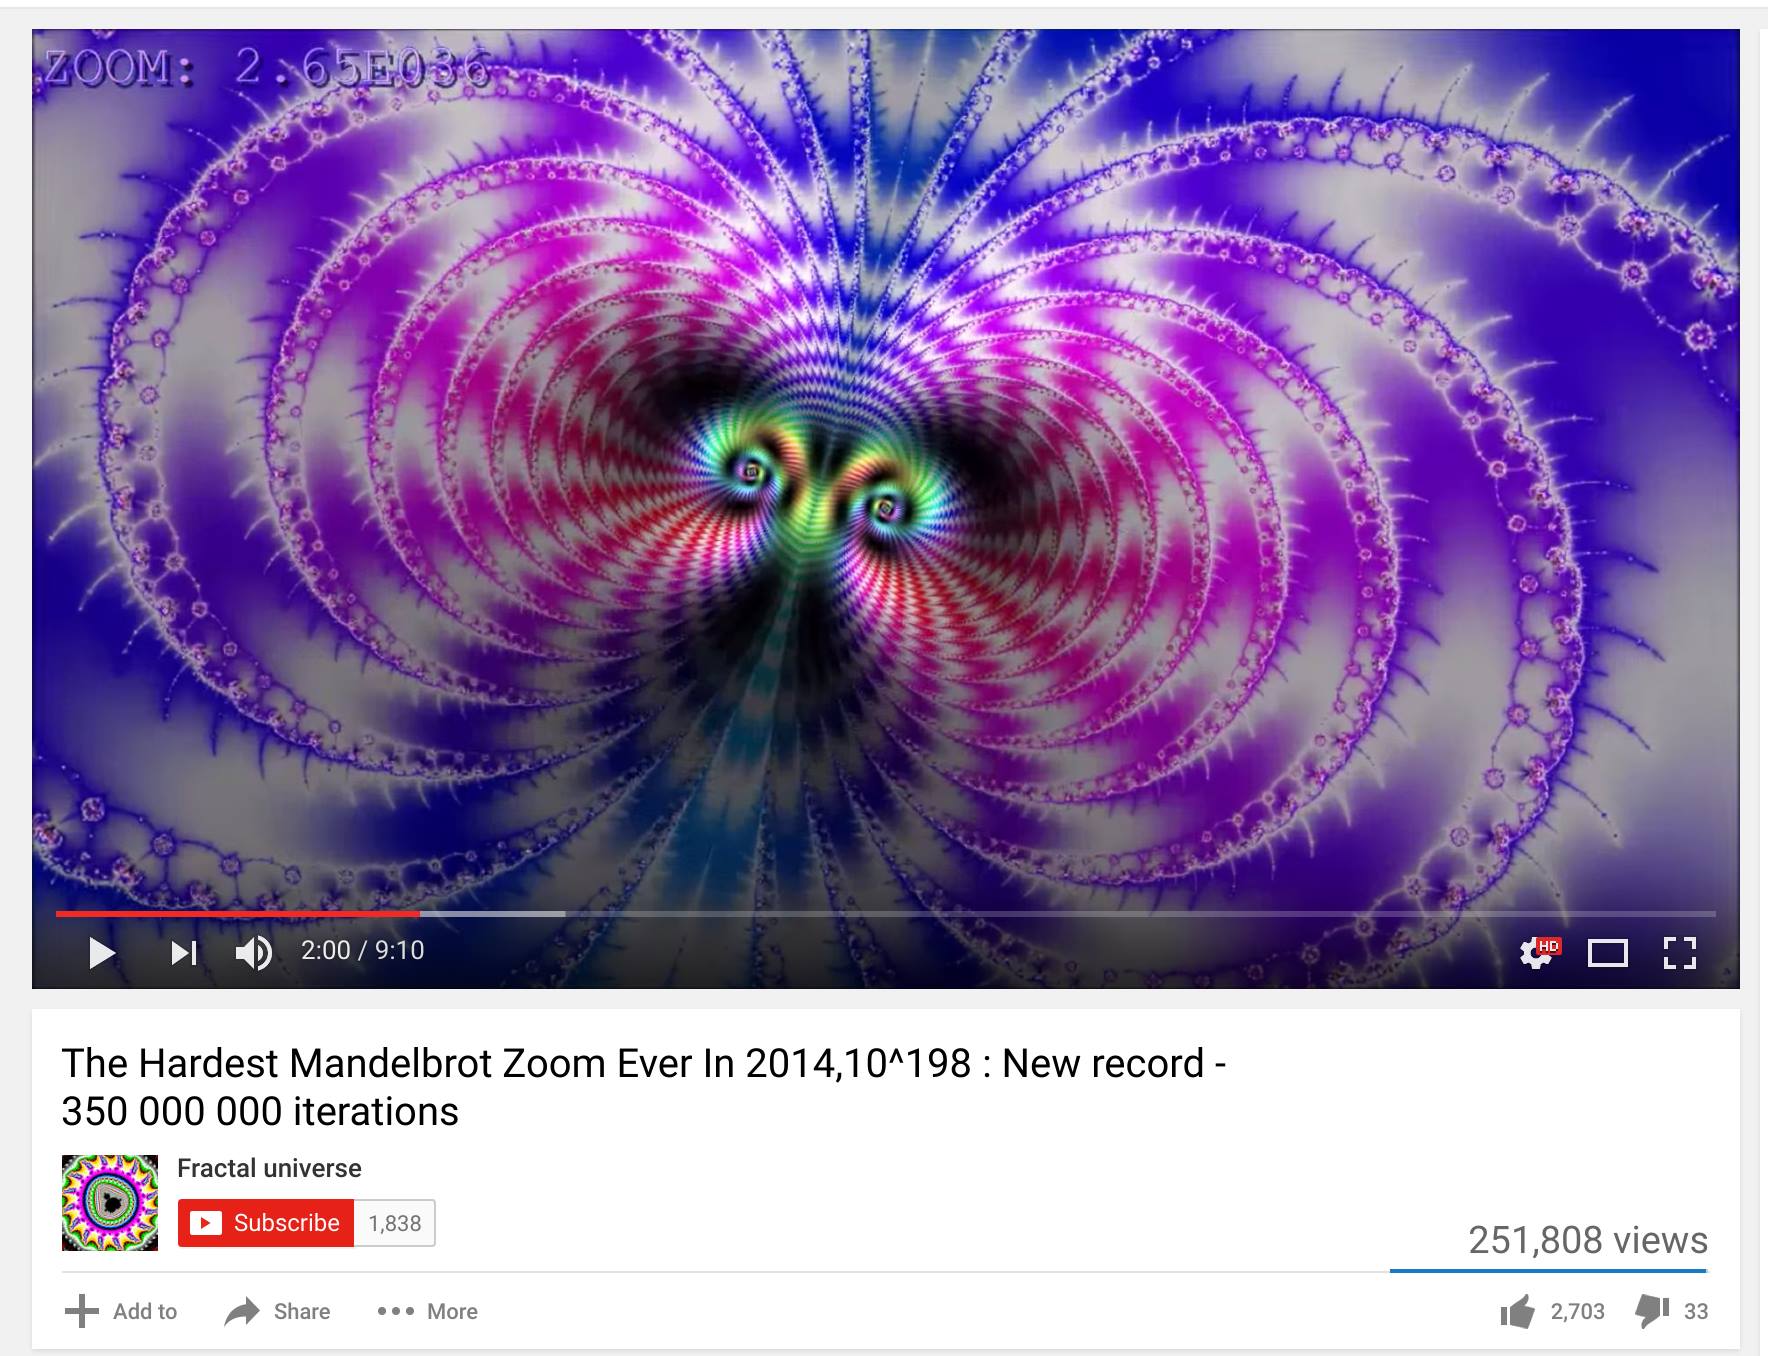 ZOOM: 2.65E036
2:00 / 9:10
HD
The Hardest Mandelbrot Zoom Ever In 2014,10^198 : New record -
350 000 000 iterations
Fractal universe
Subscribe 1,838
251,808 views
Add to Share More 2,703 33